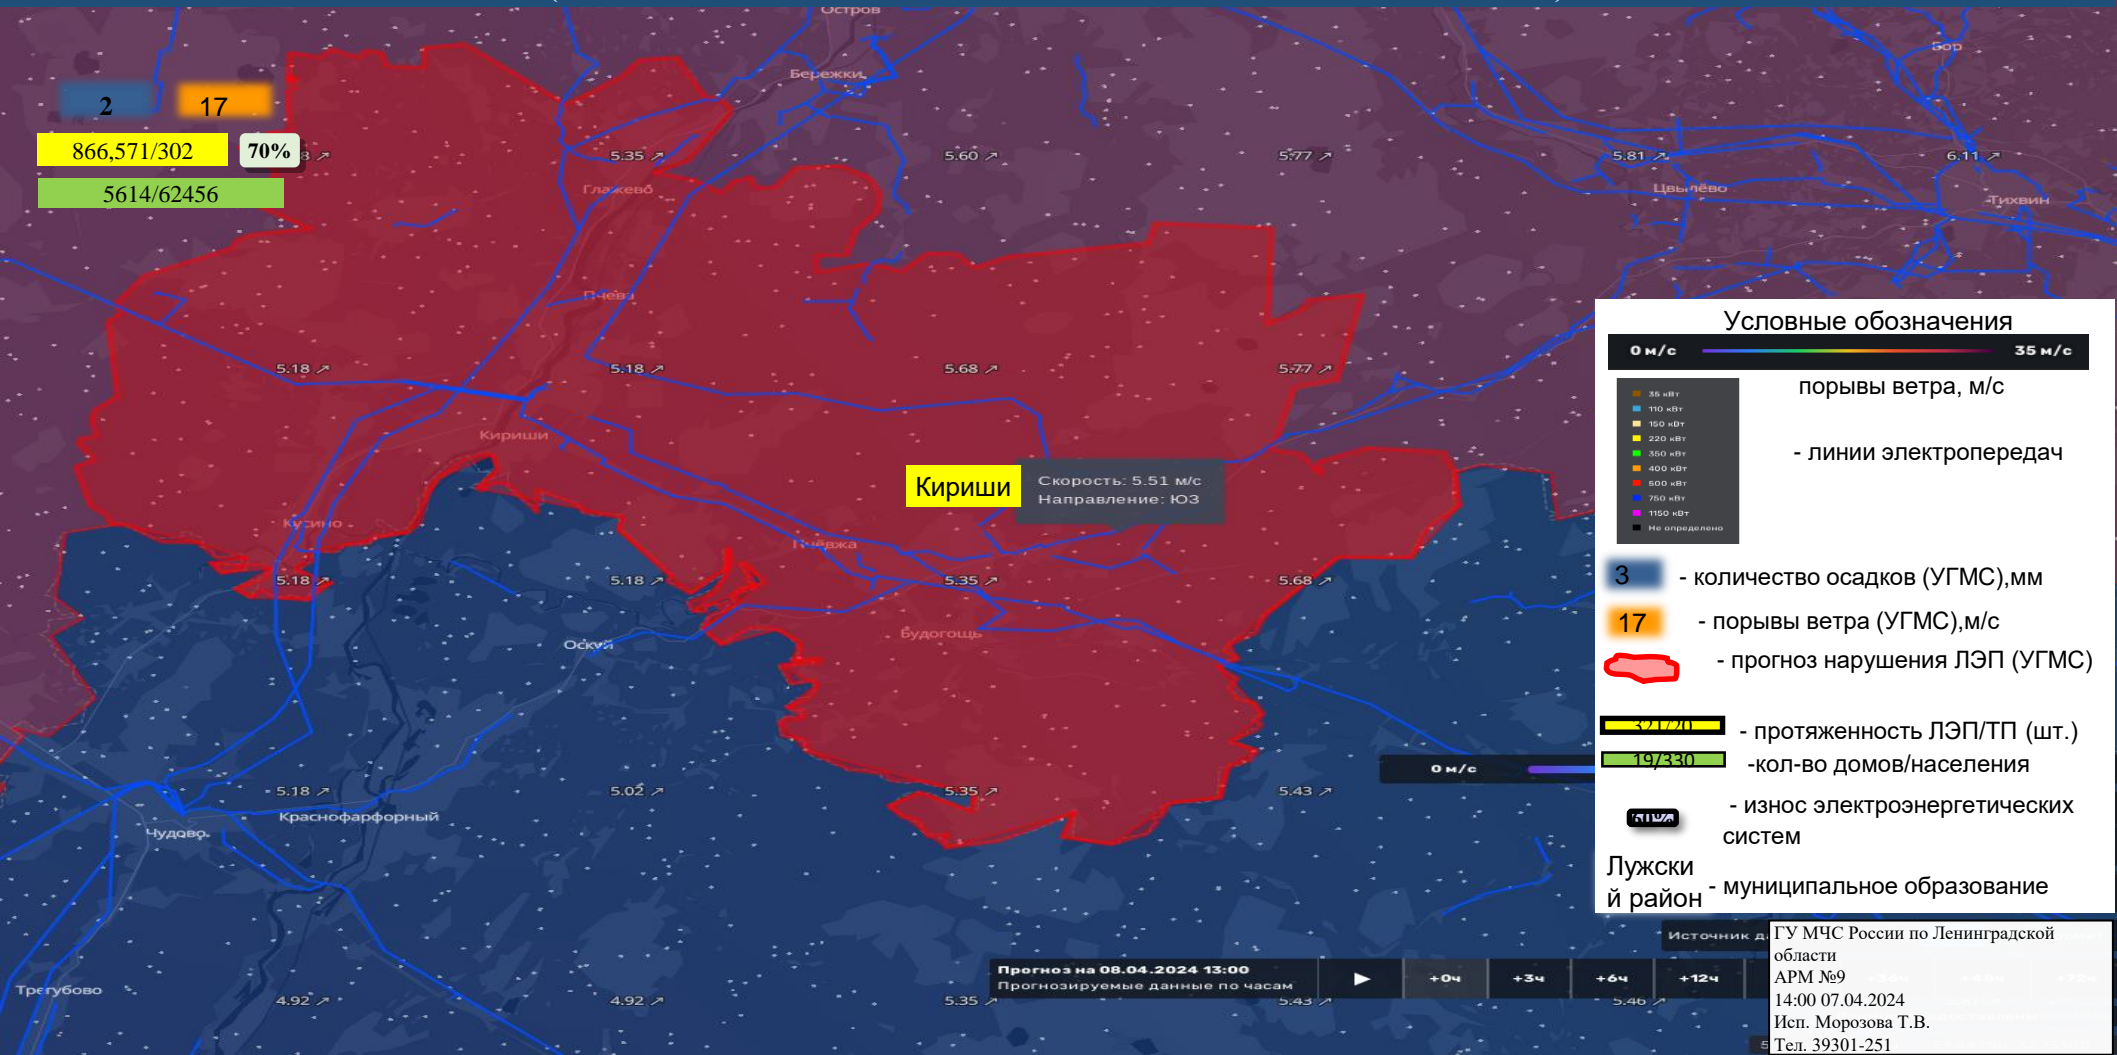 Остров
Бор
Бережки
2
17
866,571/302
70%
5614/62456
5.35 ↗
5.60 ↗
5.77 ↗
5.81 ↗
6.11 ↗
Глажево
Цвылёво
Тихвин
Пчева
5.18 ↗
5.18 ↗
5.68 ↗
5.77 ↗
Кириши
Кириши
Скорость: 5.51 м/с
Направление: ЮЗ
Кусино
Пчёвжа
5.18 ↗
5.18 ↗
5.35 ↗
5.68 ↗
Будогощь
Оскуй
0 м/с
5.18 ↗
5.02 ↗
5.35 ↗
5.43 ↗
Краснофарфорный
Чудово
Трегубово
4.92 ↗
4.92 ↗
5.35 ↗
5.43 ↗
5.46 ↗
Прогноз на 08.04.2024 13:00
Прогнозируемые данные по часам
+0ч
+3ч
+6ч
+12ч
Источник
Условные обозначения
0 м/с
35 м/с
порывы ветра, м/с
35 кВт
110 кВт
150 кВт
220 кВт
350 кВт
400 кВт
500 кВт
750 кВт
1150 кВт
Не определено
- линии электропередач
3 - количество осадков (УГМС),мм
17 - порывы ветра (УГМС),м/с
- прогноз нарушения ЛЭП (УГМС)
321/20 - протяженность ЛЭП/ТП (шт.)
19/330 -кол-во домов/населения
- износ электроэнергетических
систем
Лужски
й район - муниципальное образование
ГУ МЧС России по Ленинградской
области
АРМ №9
14:00 07.04.2024
Исп. Морозова Т.В.
Тел. 39301-251